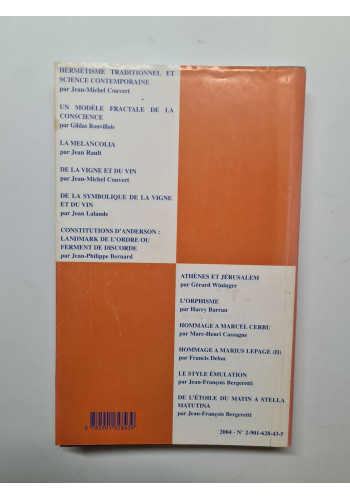 HERMÉTISME TRADITIONNEL ET
SCIENCE CONTEMPORAINE
par Jean-Michel Couvert
UN MODÈLE FRACTALE DE LA
CONSCIENCE
par Gildas Rouvillois
LA MELANCOLIA
par Jean Rault
DE LA VIGNE ET DU VIN
par Jean-Michel Couvert
DE LA SYMBOLIQUE DE LA VIGNE
ET DU VIN
par Jean Lalande
CONSTITUTIONS D'ANDERSON :
LANDMARK DE L'ORDRE OU
FERMENT DE DISCORDE
par Jean-Philippe Bernard
ATHÈNES ET JÉRUSALEM
par Gérard Wininger
L'ORPHISME
par Harry Barran
HOMMAGE A MARCEL CERBU
par Marc-Henri Cassagne
HOMMAGE A MARIUS LEPAGE (II)
par Francis Delon
LE STYLE ÉMULATION
par Jean-François Bergerotti
DE L'ÉTOILE DU MATIN A STELLA
MATUTINA
par Jean-François Bergerotti
2004 - N° 2-901-628-43-3